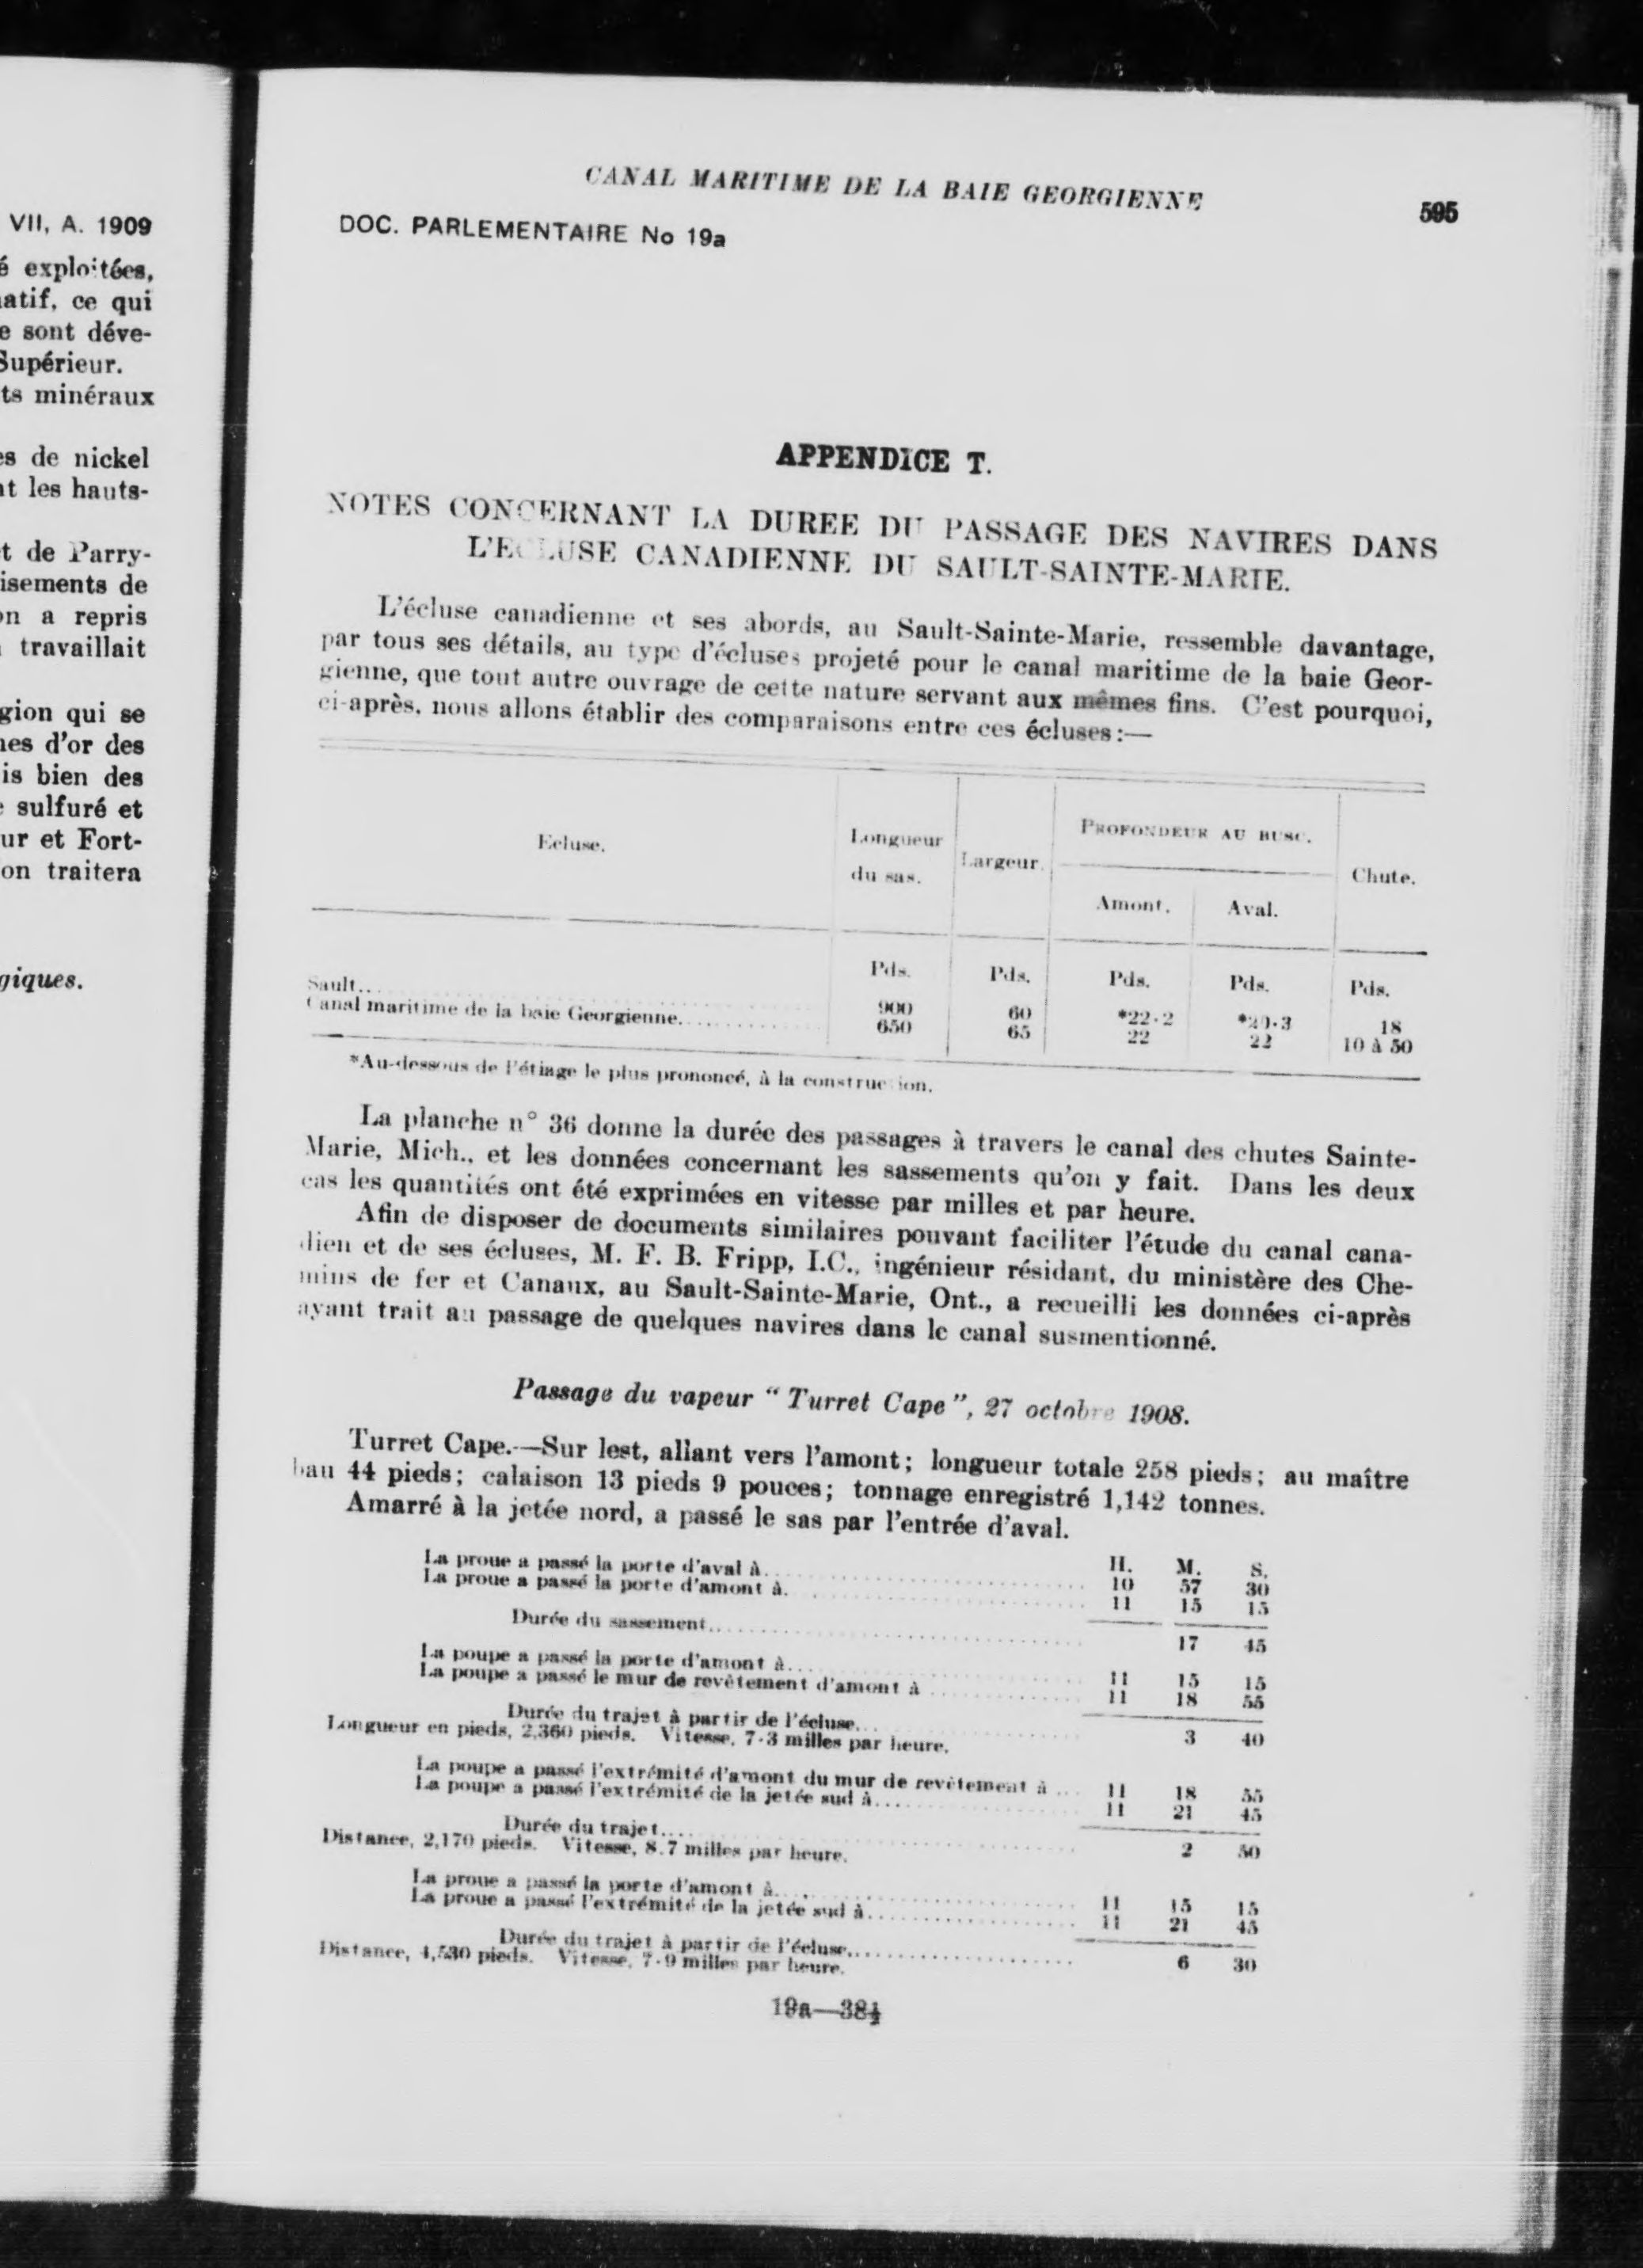 VII, A. 1909
é exploitées,
atif, ce qui
e sont déve-
Supérieur.
ts minéraux
es de nickel
nt les hauts-
et de Parry-
isements de
on a repris
travaillait
gion qui se
nes d'or des
is bien des
sulfuré et
ur et Fort-
on traitera
giques.
CANAL MARITIME DE LA BAIE GEORGIENNE 595
DOC. PARLEMENTAIRE No 19a
APPENDICE T.
NOTES CONCERNANT LA DUREE DU PASSAGE DES NAVIRES DANS
L'ECLUSE CANADIENNE DU SAULT-SAINTE-MARIE.
L'écluse canadienne et ses abords, au Sault-Sainte-Marie, ressemble davantage,
par tous ses détails, au type d'écluses projeté pour le canal maritime de la baie Geor-
gienne, que tout autre ouvrage de cette nature servant aux mêmes fins. C'est pourquoi,
ci-après, nous allons établir des comparaisons entre ces écluses:—
Ecluse. Longueur du sas. Largeur. PROFONDEUR AU BUSC. Chute.
Amont. Aval.
Pds. Pds. Pds. Pds. Pds.
Sault... 900 60 *22·2 *20·3 18
Canal maritime de la baie Georgienne........... 650 65 22 22 10 à 50
*Au-dessous de l'étiage le plus prononcé, à la construction.
La planche n° 36 donne la durée des passages à travers le canal des chutes Sainte-
Marie, Mich., et les données concernant les sassements qu'on y fait. Dans les deux
cas les quantités ont été exprimées en vitesse par milles et par heure.
Afin de disposer de documents similaires pouvant faciliter l'étude du canal cana-
dien et de ses écluses, M. F. B. Fripp, I.C., ingénieur résidant, du ministère des Che-
mins de fer et Canaux, au Sault-Sainte-Marie, Ont., a recueilli les données ci-après
ayant trait au passage de quelques navires dans le canal susmentionné.
Passage du vapeur " Turret Cape ", 27 octobre 1908.
Turret Cape.—Sur lest, allant vers l'amont; longueur totale 258 pieds; au maître
bau 44 pieds; calaison 13 pieds 9 pouces; tonnage enregistré 1,142 tonnes.
Amarré à la jetée nord, a passé le sas par l'entrée d'aval.
H. M. S.
La proue a passé la porte d'aval à........ 10 57 30
La proue a passé la porte d'amont à........ 11 15 15
Durée du sassement........ 17 45
La poupe a passé la porte d'amont à........ 11 15 15
La poupe a passé le mur de revêtement d'amont à ........ 11 18 55
Durée du trajet à partir de l'écluse........ 3 40
Longueur en pieds, 2,360 pieds. Vitesse, 7·3 milles par heure.
La poupe a passé l'extrémité d'amont du mur de revêtement à ... 11 18 55
La poupe a passé l'extrémité de la jetée sud à........ 11 21 45
Durée du trajet........ 2 50
Distance, 2,170 pieds. Vitesse, 8.7 milles par heure.
La proue a passé la porte d'amont à........ 11 15 15
La proue a passé l'extrémité de la jetée sud à........ 11 21 45
Durée du trajet à partir de l'écluse........ 6 30
Distance, 4,530 pieds. Vitesse, 7·9 milles par heure.
19a—38½